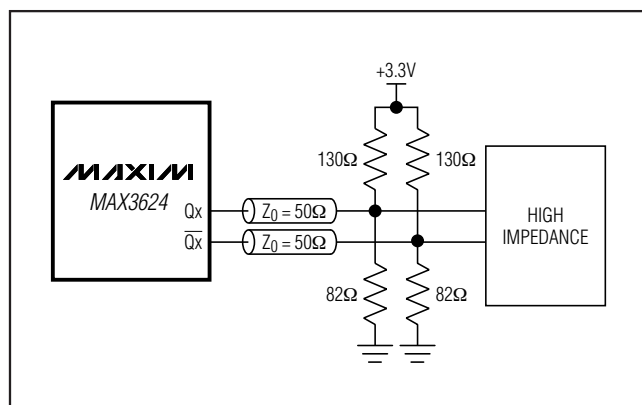 +3.3V
130Ω 130Ω
MAXIM
MAX3624
Qx
Z0 = 50Ω
Qx
Z0 = 50Ω
HIGH
IMPEDANCE
82Ω 82Ω